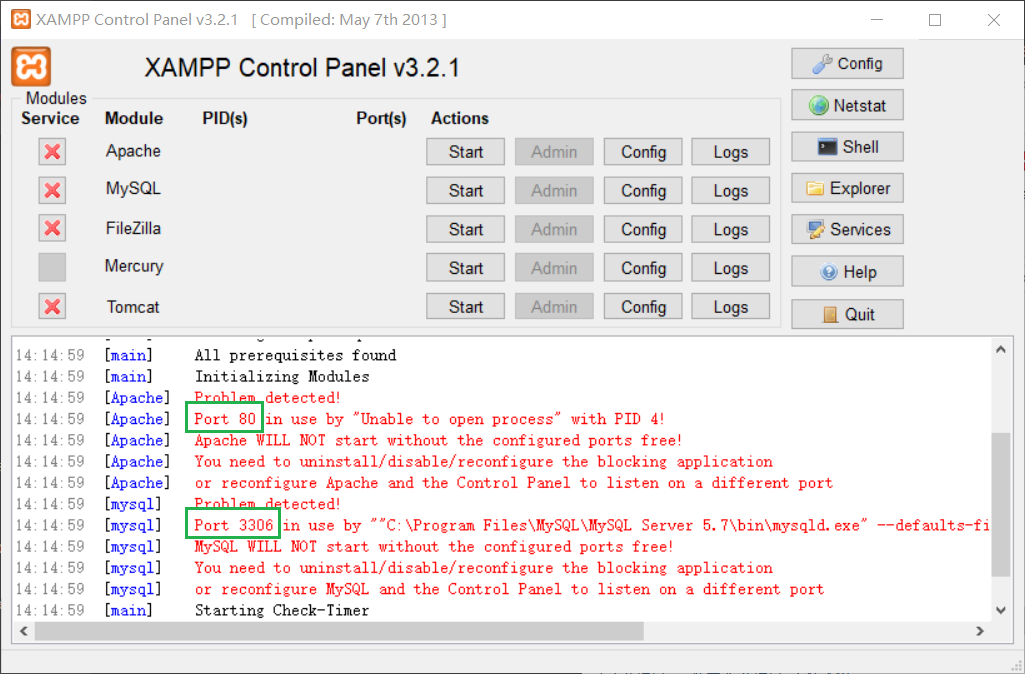 XAMPP Control Panel v3.2.1 [ Compiled: May 7th 2013 ]
XAMPP Control Panel v3.2.1
Config
Modules
Service Module PID(s) Port(s) Actions
Netstat
Apache Start Admin Config Logs
Shell
MySQL Start Admin Config Logs
Explorer
FileZilla Start Admin Config Logs
Services
Mercury Start Admin Config Logs
Help
Tomcat Start Admin Config Logs
Quit
14:14:59 [main] All prerequisites found
14:14:59 [main] Initializing Modules
14:14:59 [Apache] Problem detected!
14:14:59 [Apache] Port 80 in use by "Unable to open process" with PID 4!
14:14:59 [Apache] Apache WILL NOT start without the configured ports free!
14:14:59 [Apache] You need to uninstall/disable/reconfigure the blocking application
14:14:59 [Apache] or reconfigure Apache and the Control Panel to listen on a different port
14:14:59 [mysql] Problem detected!
14:14:59 [mysql] Port 3306 in use by ""C:\Program Files\MySQL\MySQL Server 5.7\bin\mysqld.exe" --defaults-fi
14:14:59 [mysql] MySQL WILL NOT start without the configured ports free!
14:14:59 [mysql] You need to uninstall/disable/reconfigure the blocking application
14:14:59 [mysql] or reconfigure MySQL and the Control Panel to listen on a different port
14:14:59 [main] Starting Check-Timer